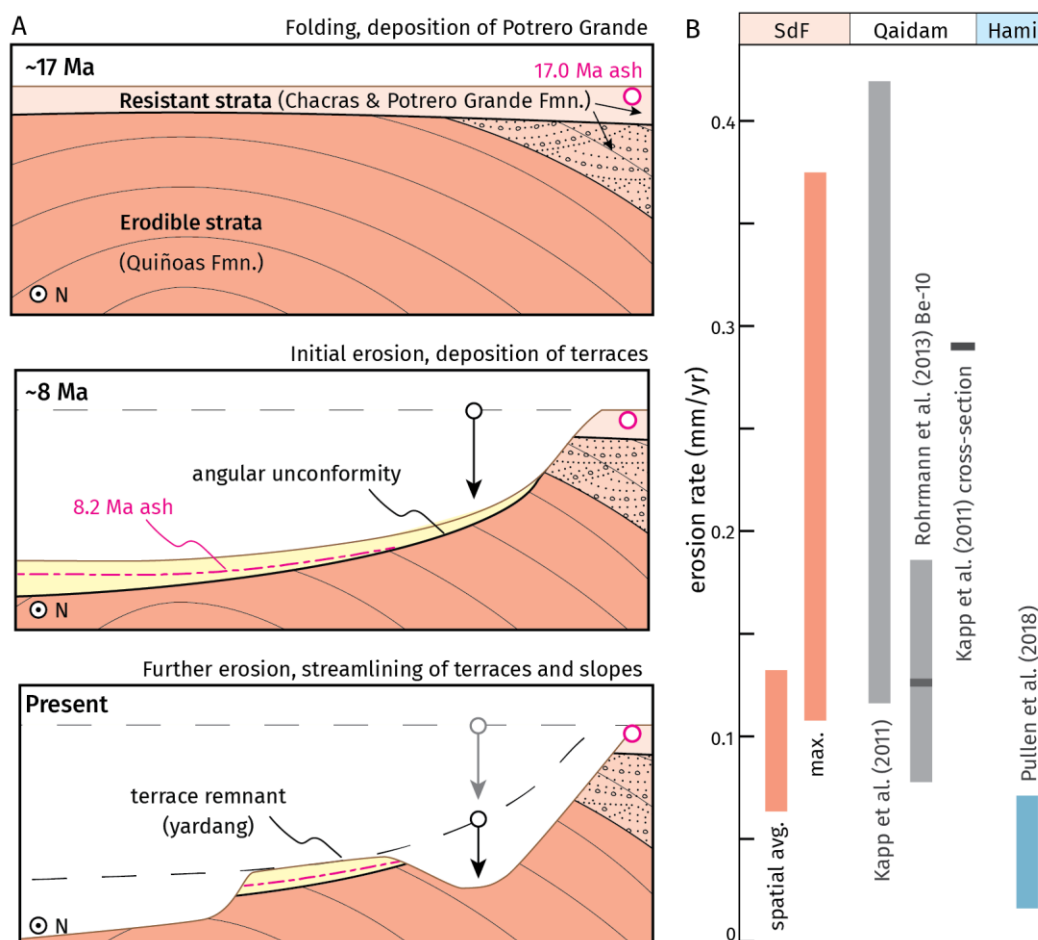 A
Folding, deposition of Potrero Grande
~17 Ma
17.0 Ma ash
Resistant strata (Chacras & Potrero Grande Fmn.)
Erodible strata
(Quiñoas Fmn.)
N
Initial erosion, deposition of terraces
~8 Ma
angular unconformity
8.2 Ma ash
N
Further erosion, streamlining of terraces and slopes
Present
terrace remnant
(yardang)
N
B
SdF
Qaidam
Hami
erosion rate (mm/yr)
0.4
0.3
0.2
0.1
0
spatial avg.
max.
Kapp et al. (2011)
Rohrmann et al. (2013) Be-10
Kapp et al. (2011) cross-section
Pullen et al. (2018)